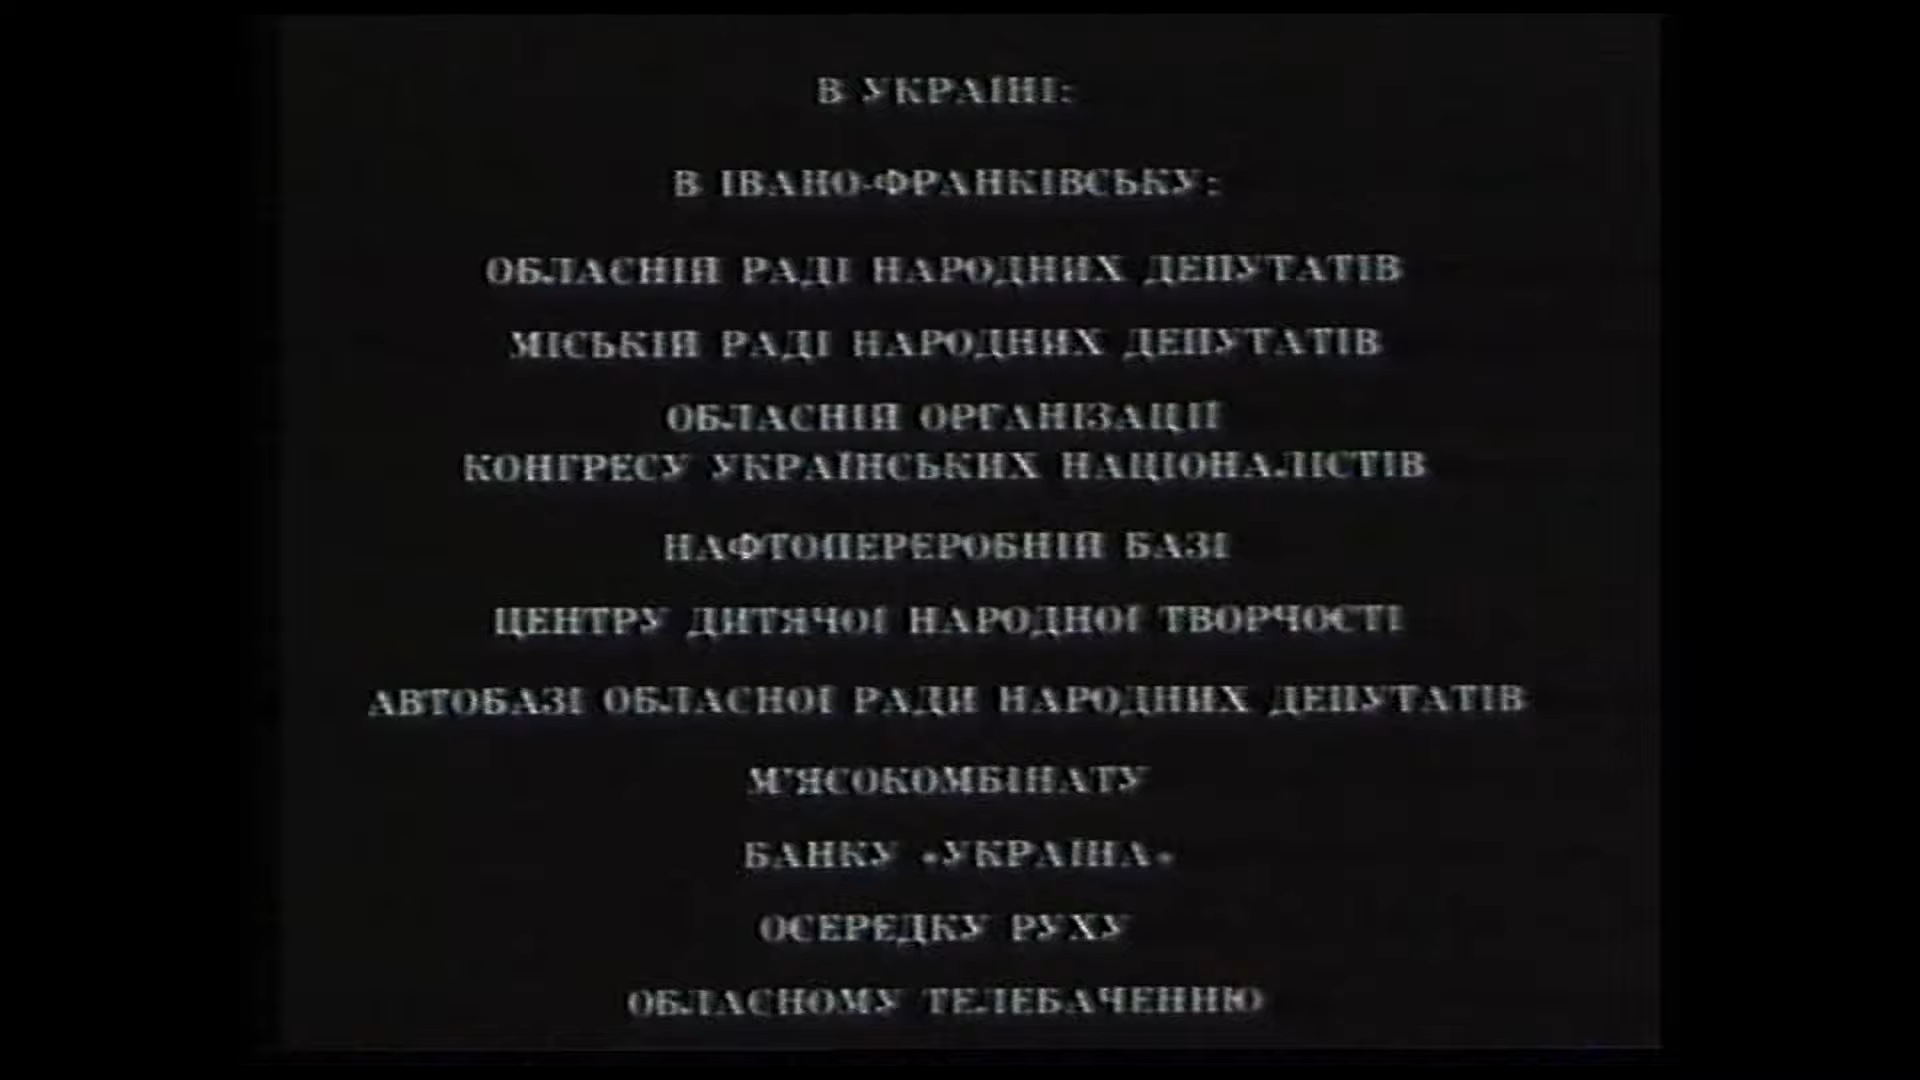 В УКРАЇНІ:
В ІВАНО-ФРАНКІВСЬКУ:
ОБЛАСНІЙ РАДІ НАРОДНИХ ДЕПУТАТІВ
МІСЬКІЙ РАДІ НАРОДНИХ ДЕПУТАТІВ
ОБЛАСНІЙ ОРГАНІЗАЦІЇ
КОНГРЕСУ УКРАЇНСЬКИХ НАЦІОНАЛІСТІВ
НАФТОПЕРЕРОБНІЙ БАЗІ
ЦЕНТРУ ДИТЯЧОЇ НАРОДНОЇ ТВОРЧОСТІ
АВТОБАЗІ ОБЛАСНОЇ РАДИ НАРОДНИХ ДЕПУТАТІВ
М'ЯСОКОМБІНАТУ
БАНКУ «УКРАЇНА»
ОСЕРЕДКУ РУХУ
ОБЛАСНОМУ ТЕЛЕБАЧЕННЮ